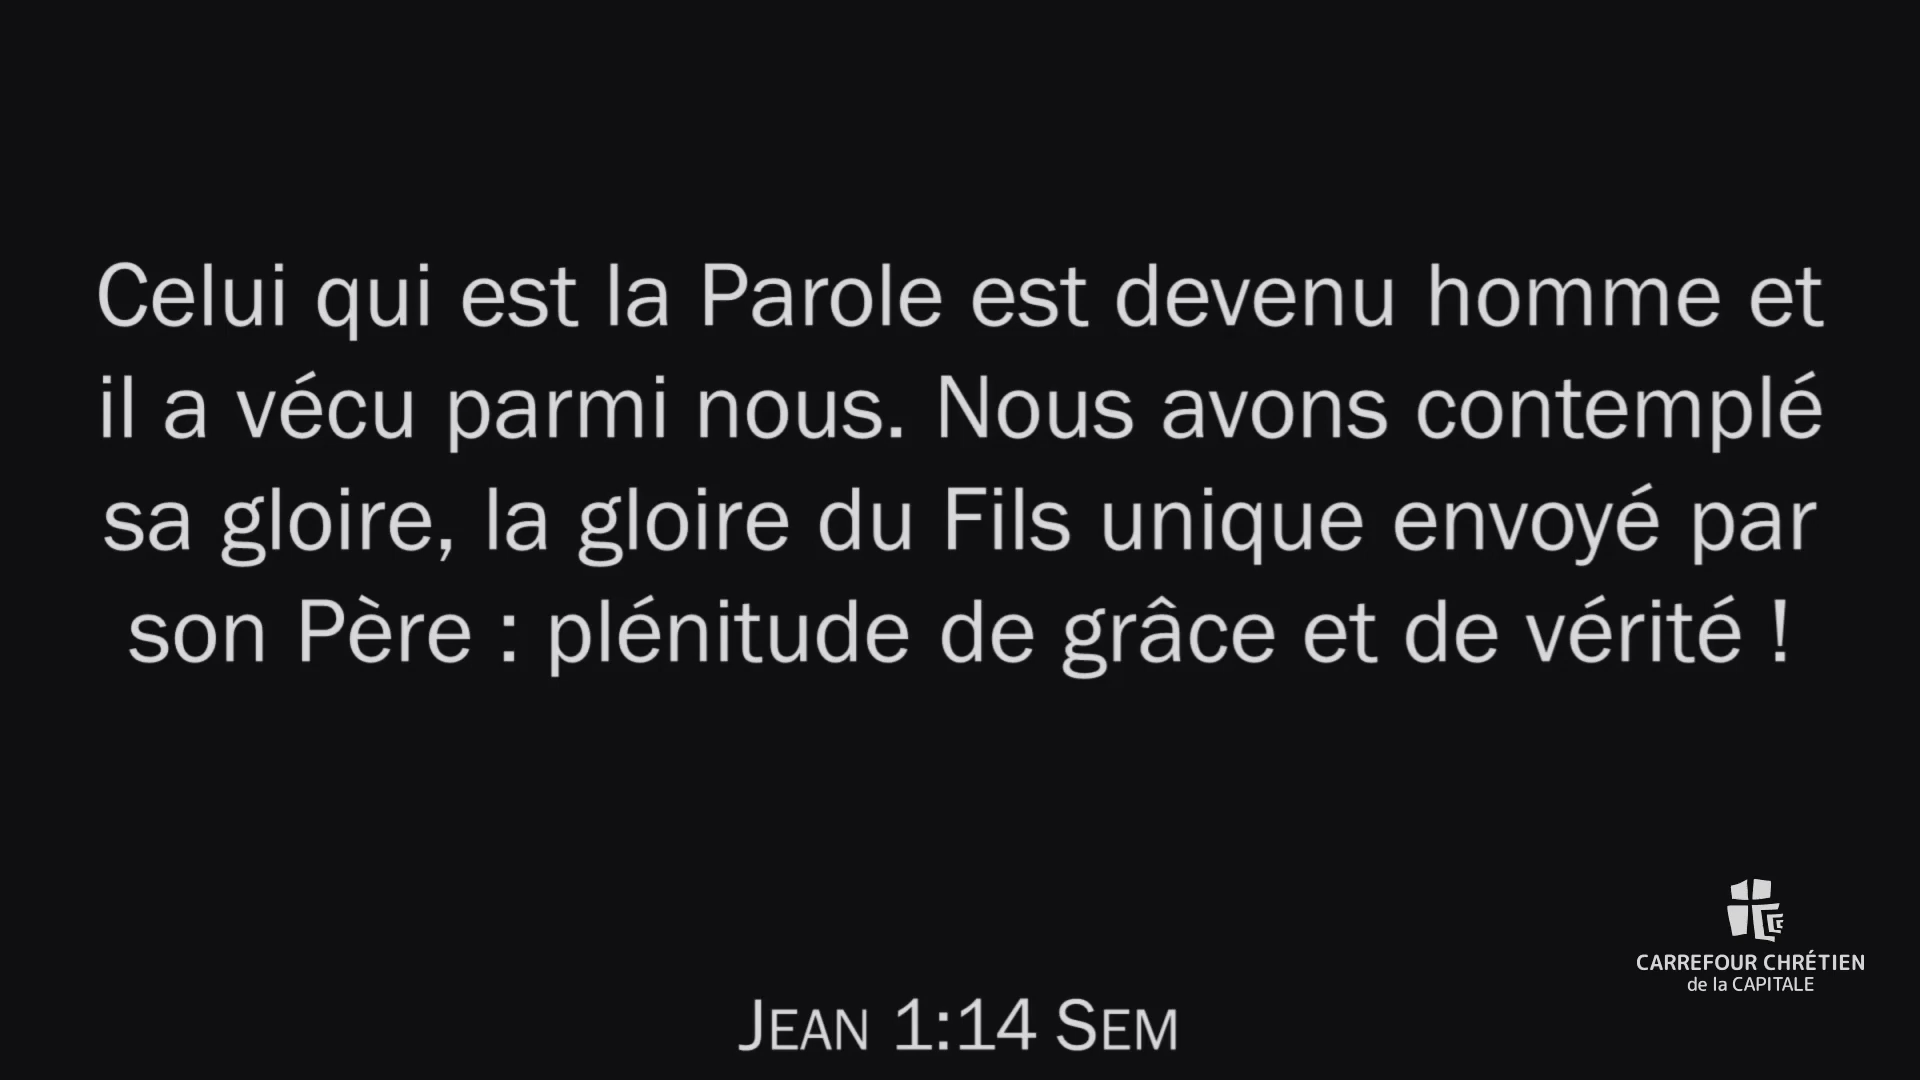 Celui qui est la Parole est devenu homme et
il a vécu parmi nous. Nous avons contemplé
sa gloire, la gloire du Fils unique envoyé par
son Père : plénitude de grâce et de vérité !
CARREFOUR CHRÉTIEN
de la CAPITALE
JEAN 1:14 SEM